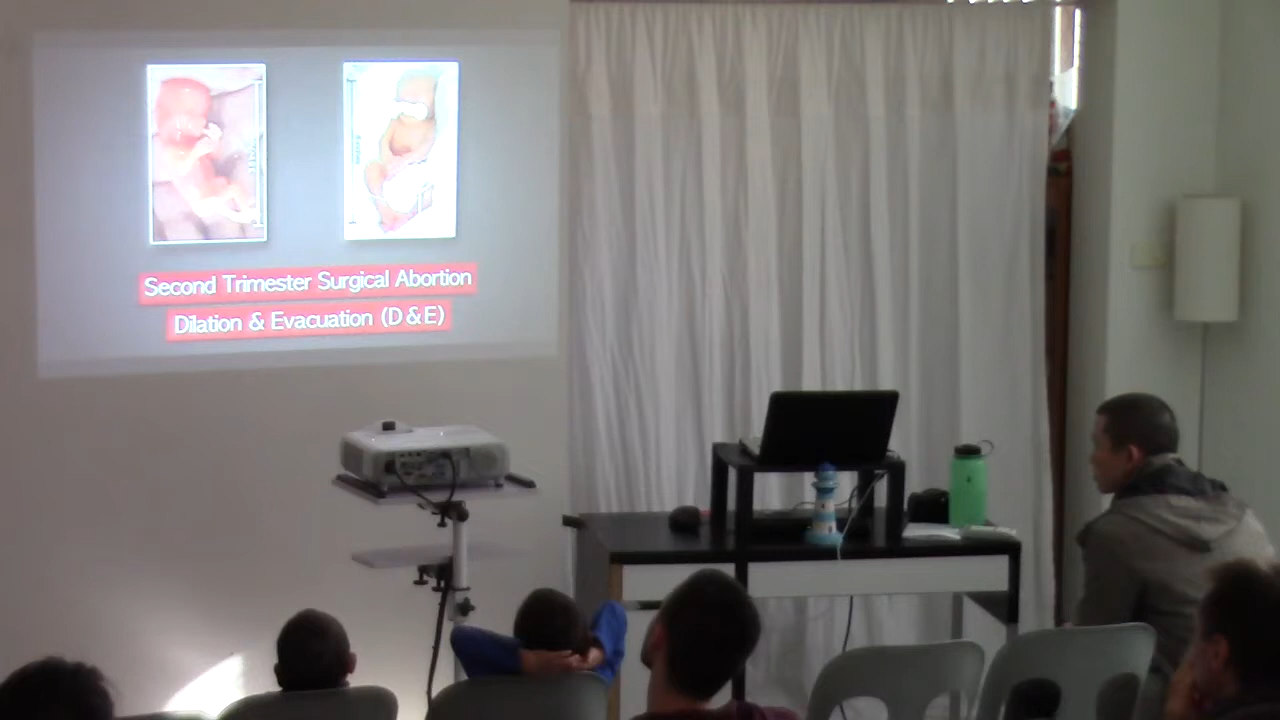 Second Trimester Surgical Abortion
Dilation & Evacuation (D & E)